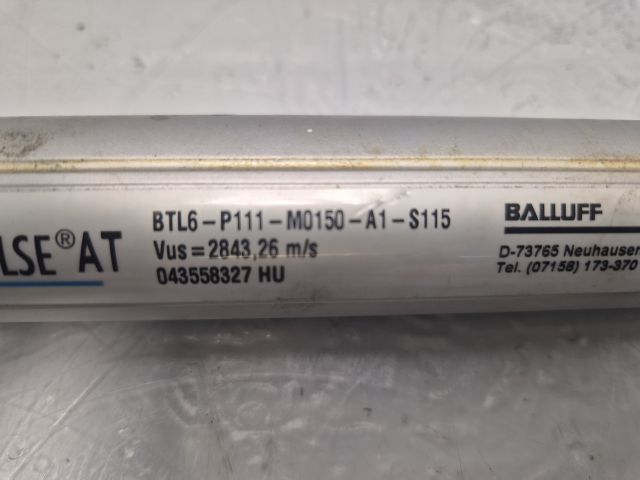 LSE® AT
BTL6-P111-M0150-A1-S115
Vus=2843,26 m/s
043558327 HU
BALLUFF
D-73765 Neuhausen
Tel. (07158) 173-370